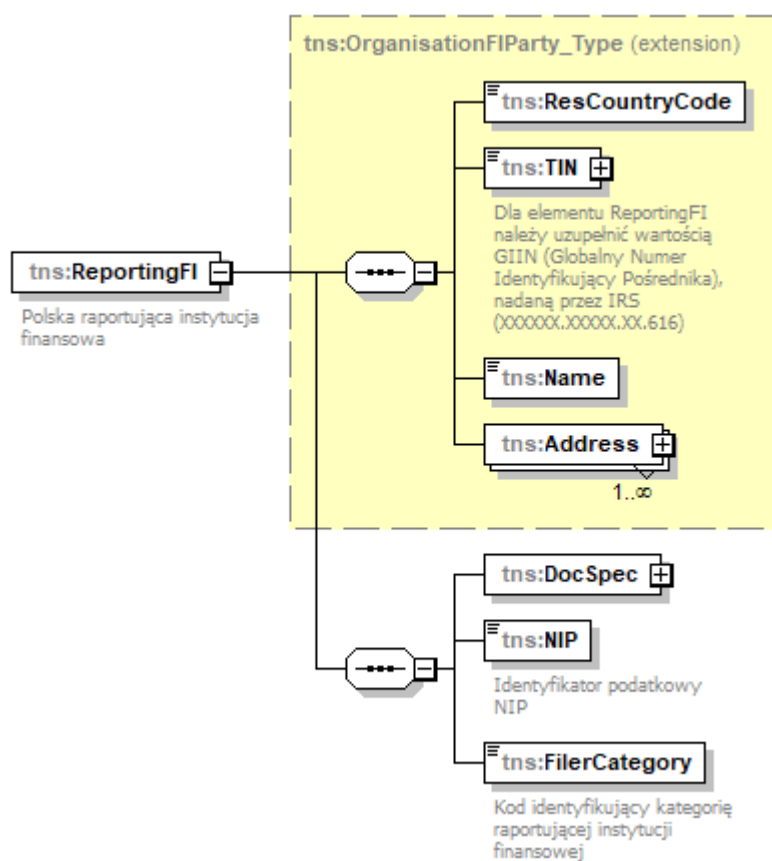 tns:OrganisationFIParty_Type (extension)
tns:ResCountryCode
tns:TIN
Dla elementu ReportingFI
należy uzupełnić wartością
GIIN (Globalny Numer
Identyfikujący Pośrednika),
nadaną przez IRS
(XXXXXX.XXXXX.XX.616)
tns:ReportingFI
Polska raportująca instytucja
finansowa
tns:Name
tns:Address
1..∞
tns:DocSpec
tns:NIP
Identyfikator podatkowy
NIP
tns:FilerCategory
Kod identyfikujący kategorię
raportującej instytucji
finansowej